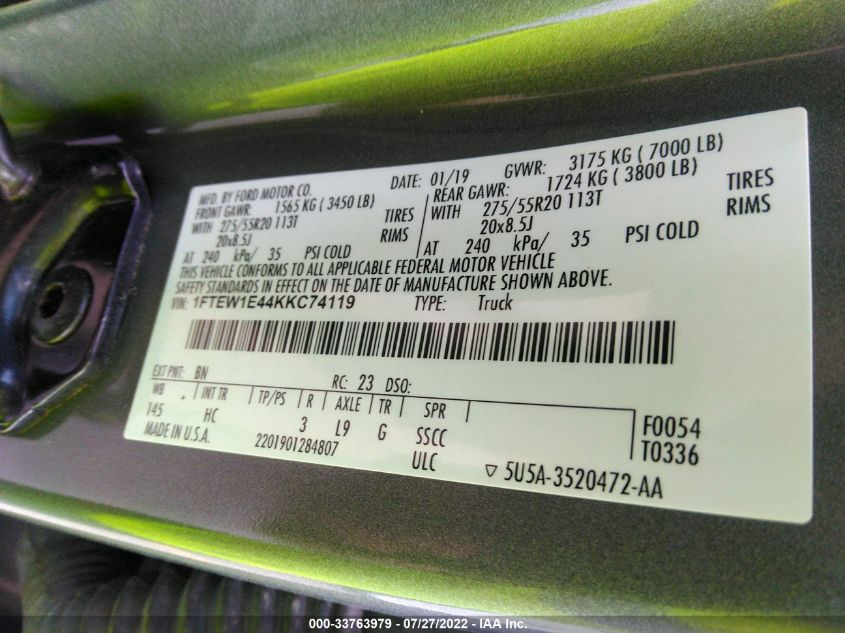 MFD. BY FORD MOTOR CO. DATE: 01/19 GVWR: 3175 KG ( 7000 LB)
FRONT GAWR: 1565 KG ( 3450 LB) REAR GAWR: 1724 KG ( 3800 LB)
WITH 275/55R20 113T TIRES WITH 275/55R20 113T TIRES
20x8.5J RIMS 20x8.5J RIMS
AT 240 kPa/ 35 PSI COLD AT 240 kPa/ 35 PSI COLD
THIS VEHICLE CONFORMS TO ALL APPLICABLE FEDERAL MOTOR VEHICLE
SAFETY STANDARDS IN EFFECT ON THE DATE OF MANUFACTURE SHOWN ABOVE.
VIN: 1FTEW1E44KKC74119 TYPE: Truck
EXT PNT: BN RC: 23 DSO:
WB INT TR TP/PS R AXLE TR SPR
145 HC 3 L9 G SSCC F0054
MADE IN U.S.A. 2201901284807 ULC T0336
▽ 5U5A-3520472-AA
000-33763979 - 07/27/2022 - IAA Inc.